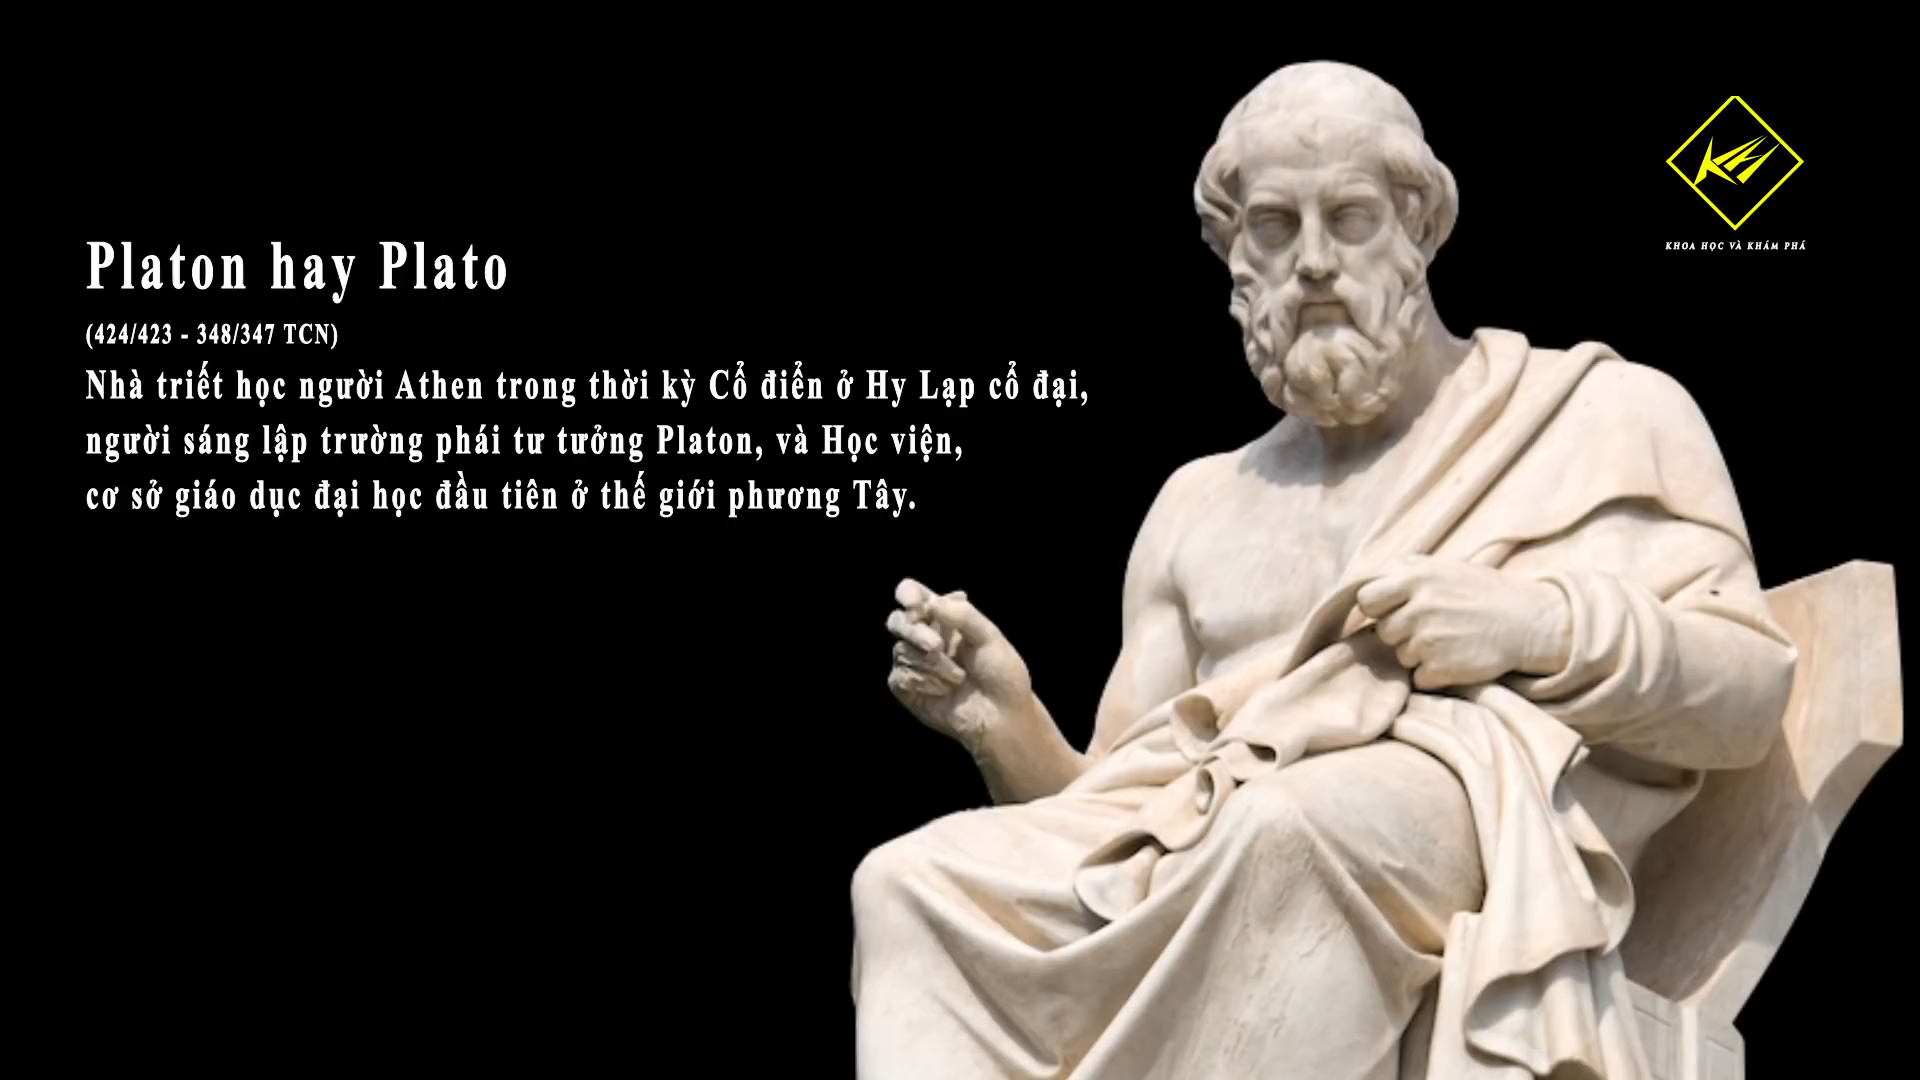 Platon hay Plato
(424/423 - 348/347 TCN)
Nhà triết học người Athen trong thời kỳ Cổ điển ở Hy Lạp cổ đại,
người sáng lập trường phái tư tưởng Platon, và Học viện,
cơ sở giáo dục đại học đầu tiên ở thế giới phương Tây.
KHOA HỌC VÀ KHÁM PHÁ